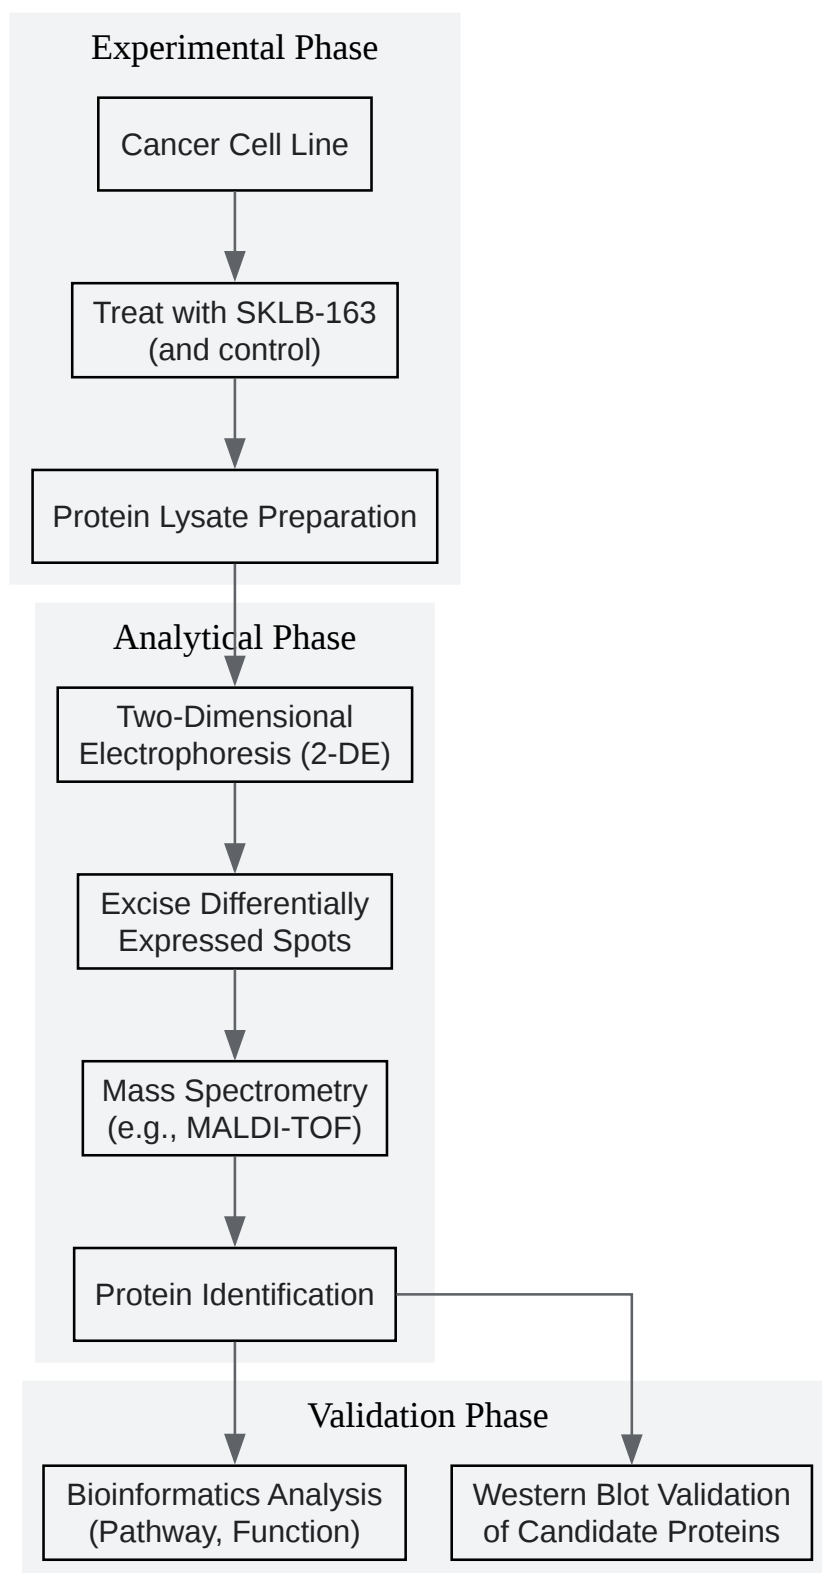 Experimental Phase
Cancer Cell Line
Treat with SKLB-163
(and control)
Protein Lysate Preparation
Analytical Phase
Two-Dimensional
Electrophoresis (2-DE)
Excise Differentially
Expressed Spots
Mass Spectrometry
(e.g., MALDI-TOF)
Protein Identification
Validation Phase
Bioinformatics Analysis
(Pathway, Function)
Western Blot Validation
of Candidate Proteins